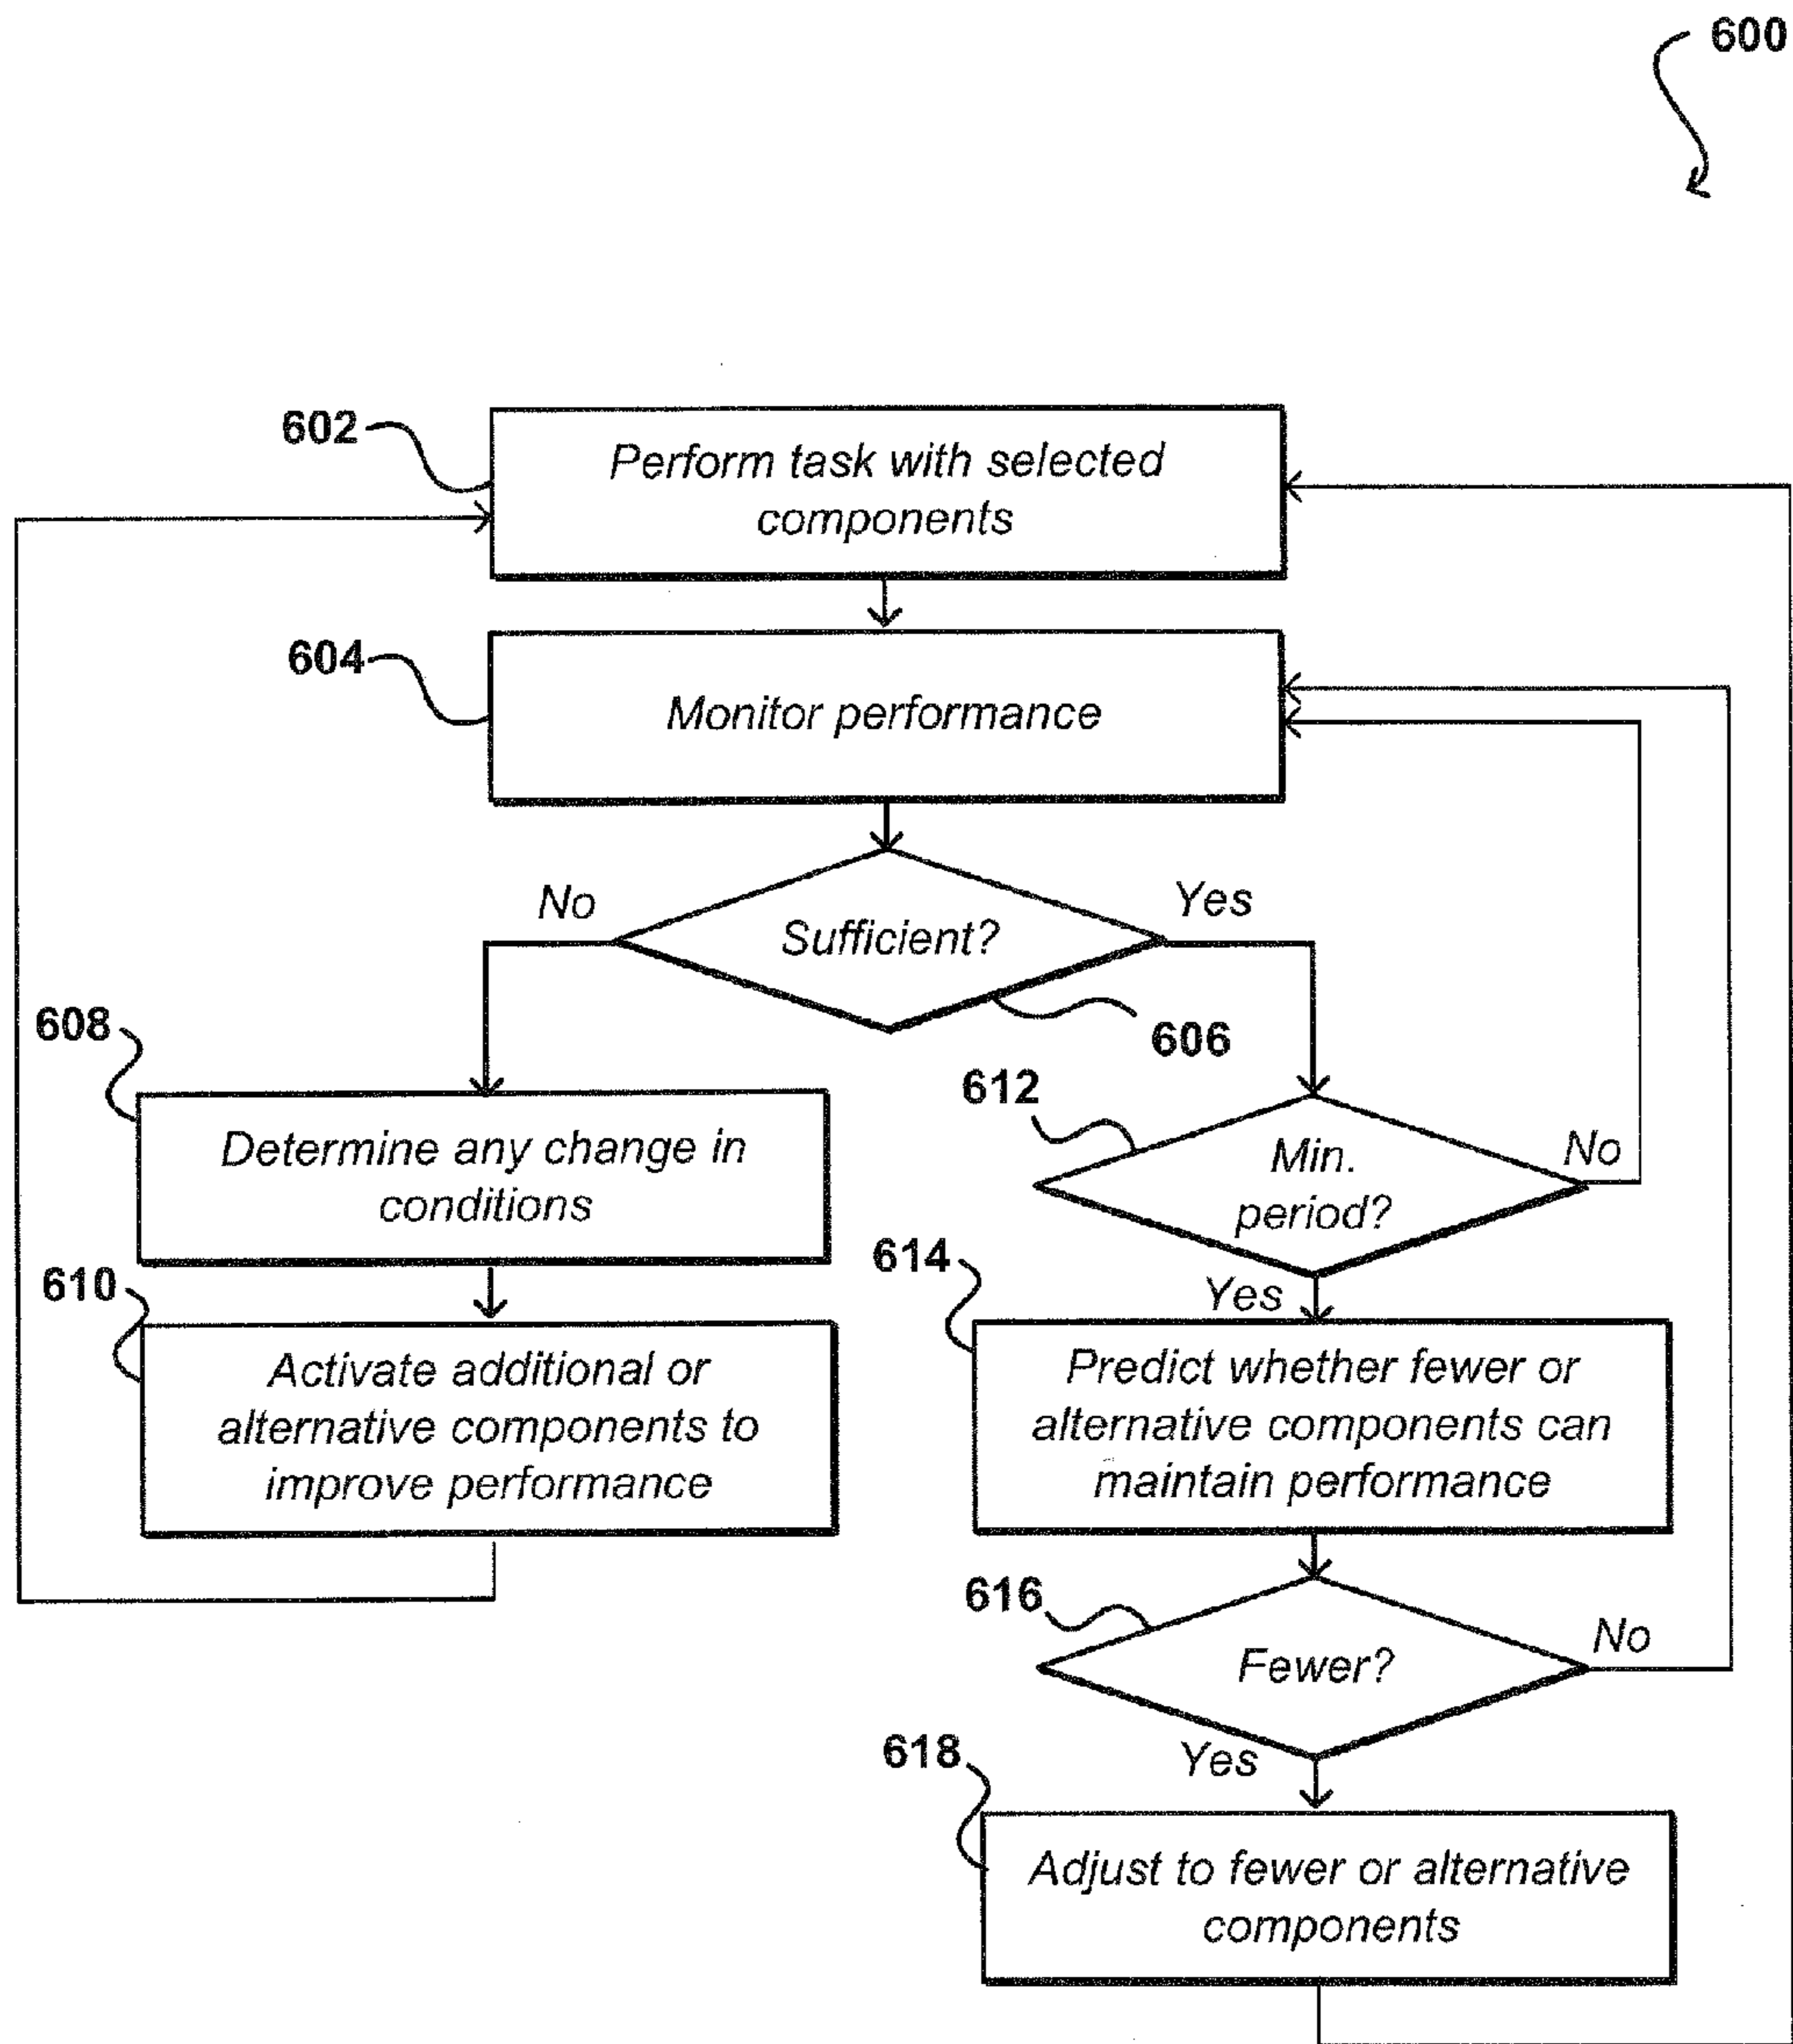 600
602
Perform task with selected
components
604
Monitor performance
No
Yes
Sufficient?
606
608
Determine any change in
conditions
612
Min.
period?
No
610
Activate additional or
alternative components to
improve performance
614
Yes
Predict whether fewer or
alternative components can
maintain performance
616
Fewer?
No
618
Yes
Adjust to fewer or alternative
components